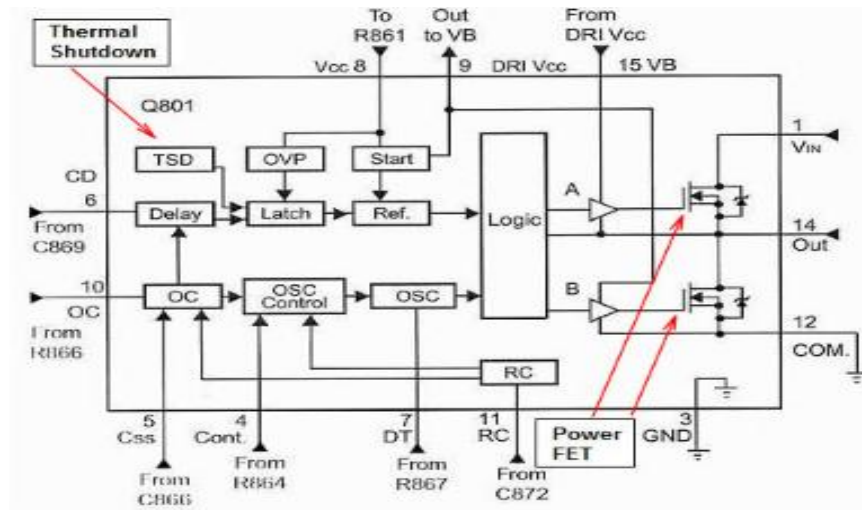 Thermal
Shutdown
To
R861
Out
to VB
From
DRI Vcc
Vcc 8
9
DRI Vcc
15 VB
Q801
1
VIN
TSD
OVP
Start
CD
6
A
Delay
Latch
Ref.
Logic
From
C869
14
Out
10
OC
OC
OSC
Control
OSC
B
From
R866
12
COM.
RC
5
Css
4
Cont.
7
DT
11
RC
Power
FET
3
GND
From
C866
From
R864
From
R867
From
C872